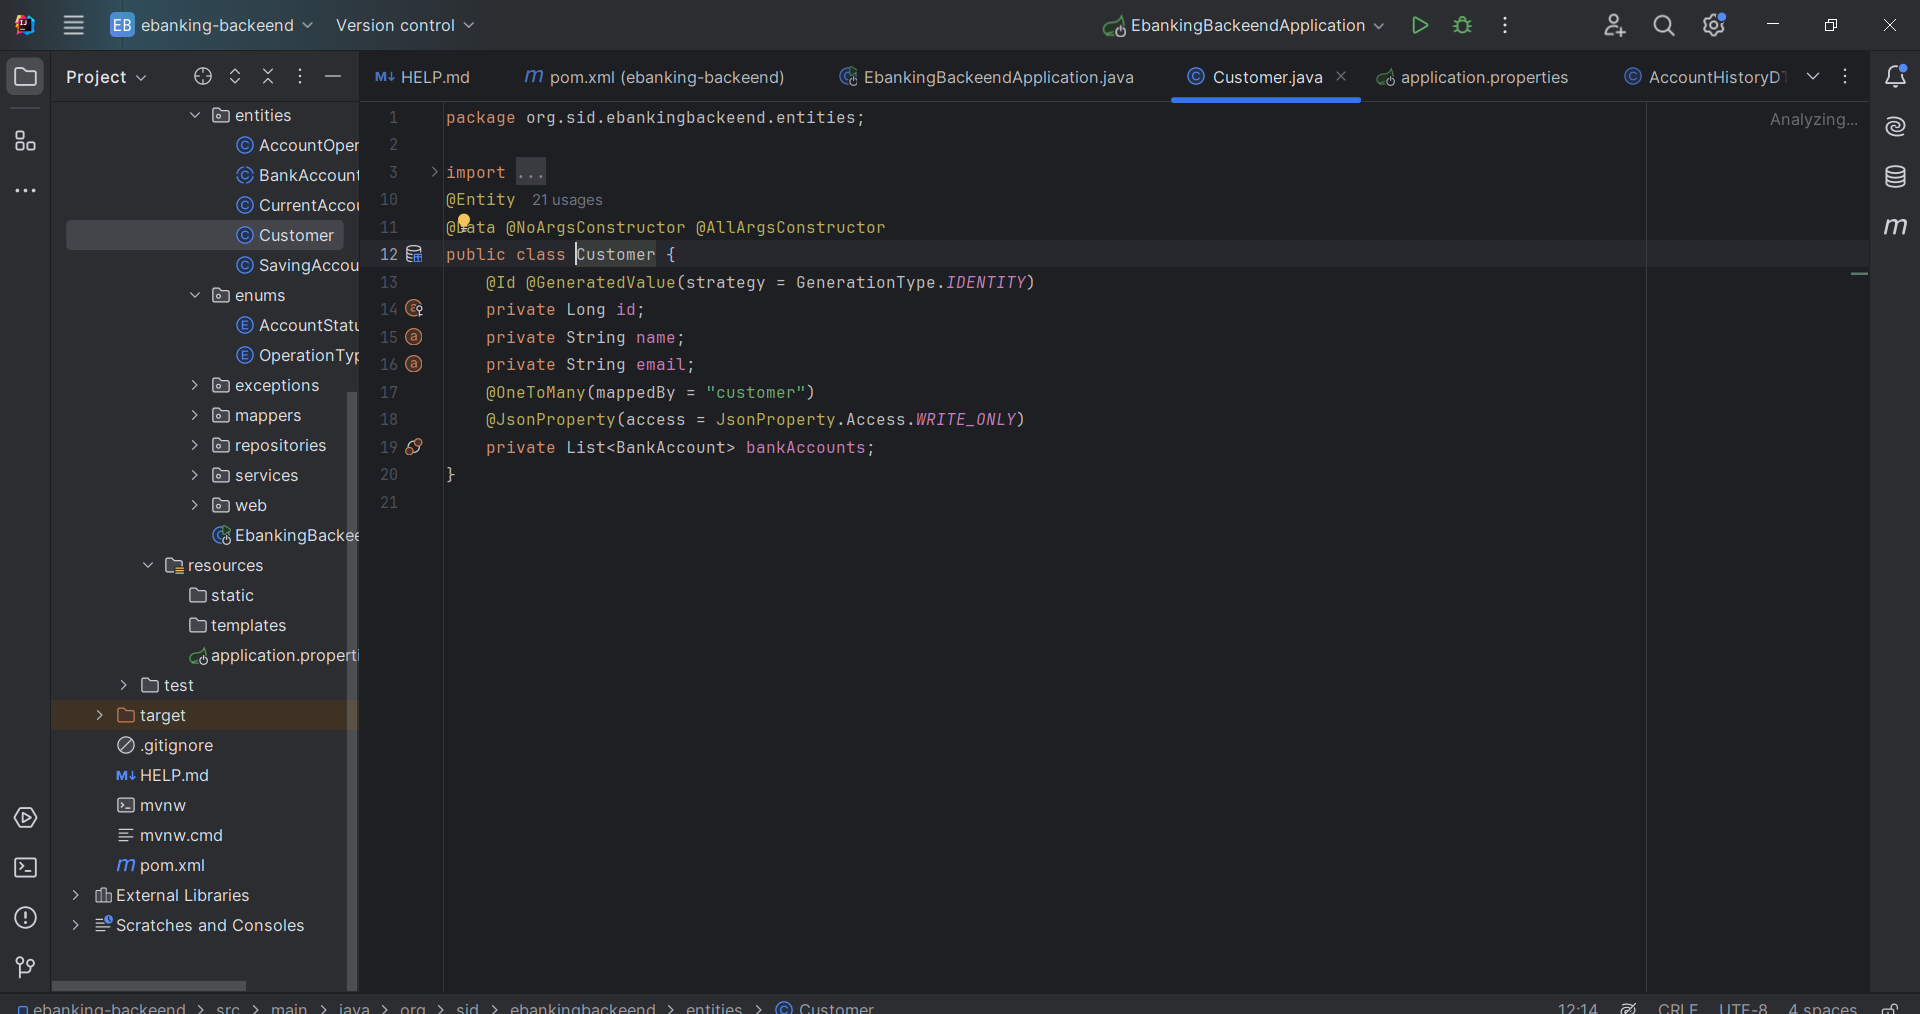 EB ebanking-backeend Version control EbankingBackeendApplication
Project
HELP.md pom.xml (ebanking-backeend) EbankingBackeendApplication.java Customer.java application.properties AccountHistoryD
entities
AccountOper
BankAccount
CurrentAccou
Customer
SavingAccou
enums
AccountStatu
OperationTyp
exceptions
mappers
repositories
services
web
EbankingBackee
resources
static
templates
application.properti
test
target
.gitignore
HELP.md
mvnw
mvnw.cmd
pom.xml
External Libraries
Scratches and Consoles
1 package org.sid.ebankingbackeend.entities;
2
3 import ...
10 @Entity 21 usages
11 @Data @NoArgsConstructor @AllArgsConstructor
12 public class Customer {
13 @Id @GeneratedValue(strategy = GenerationType.IDENTITY)
14 private Long id;
15 private String name;
16 private String email;
17 @OneToMany(mappedBy = "customer")
18 @JsonProperty(access = JsonProperty.Access.WRITE_ONLY)
19 private List<BankAccount> bankAccounts;
20 }
21
Analyzing...
ebanking-backeend > src > main > java > org > sid > ebankingbackeend > entities > Customer 12:14 CRLF UTF-8 4 spaces